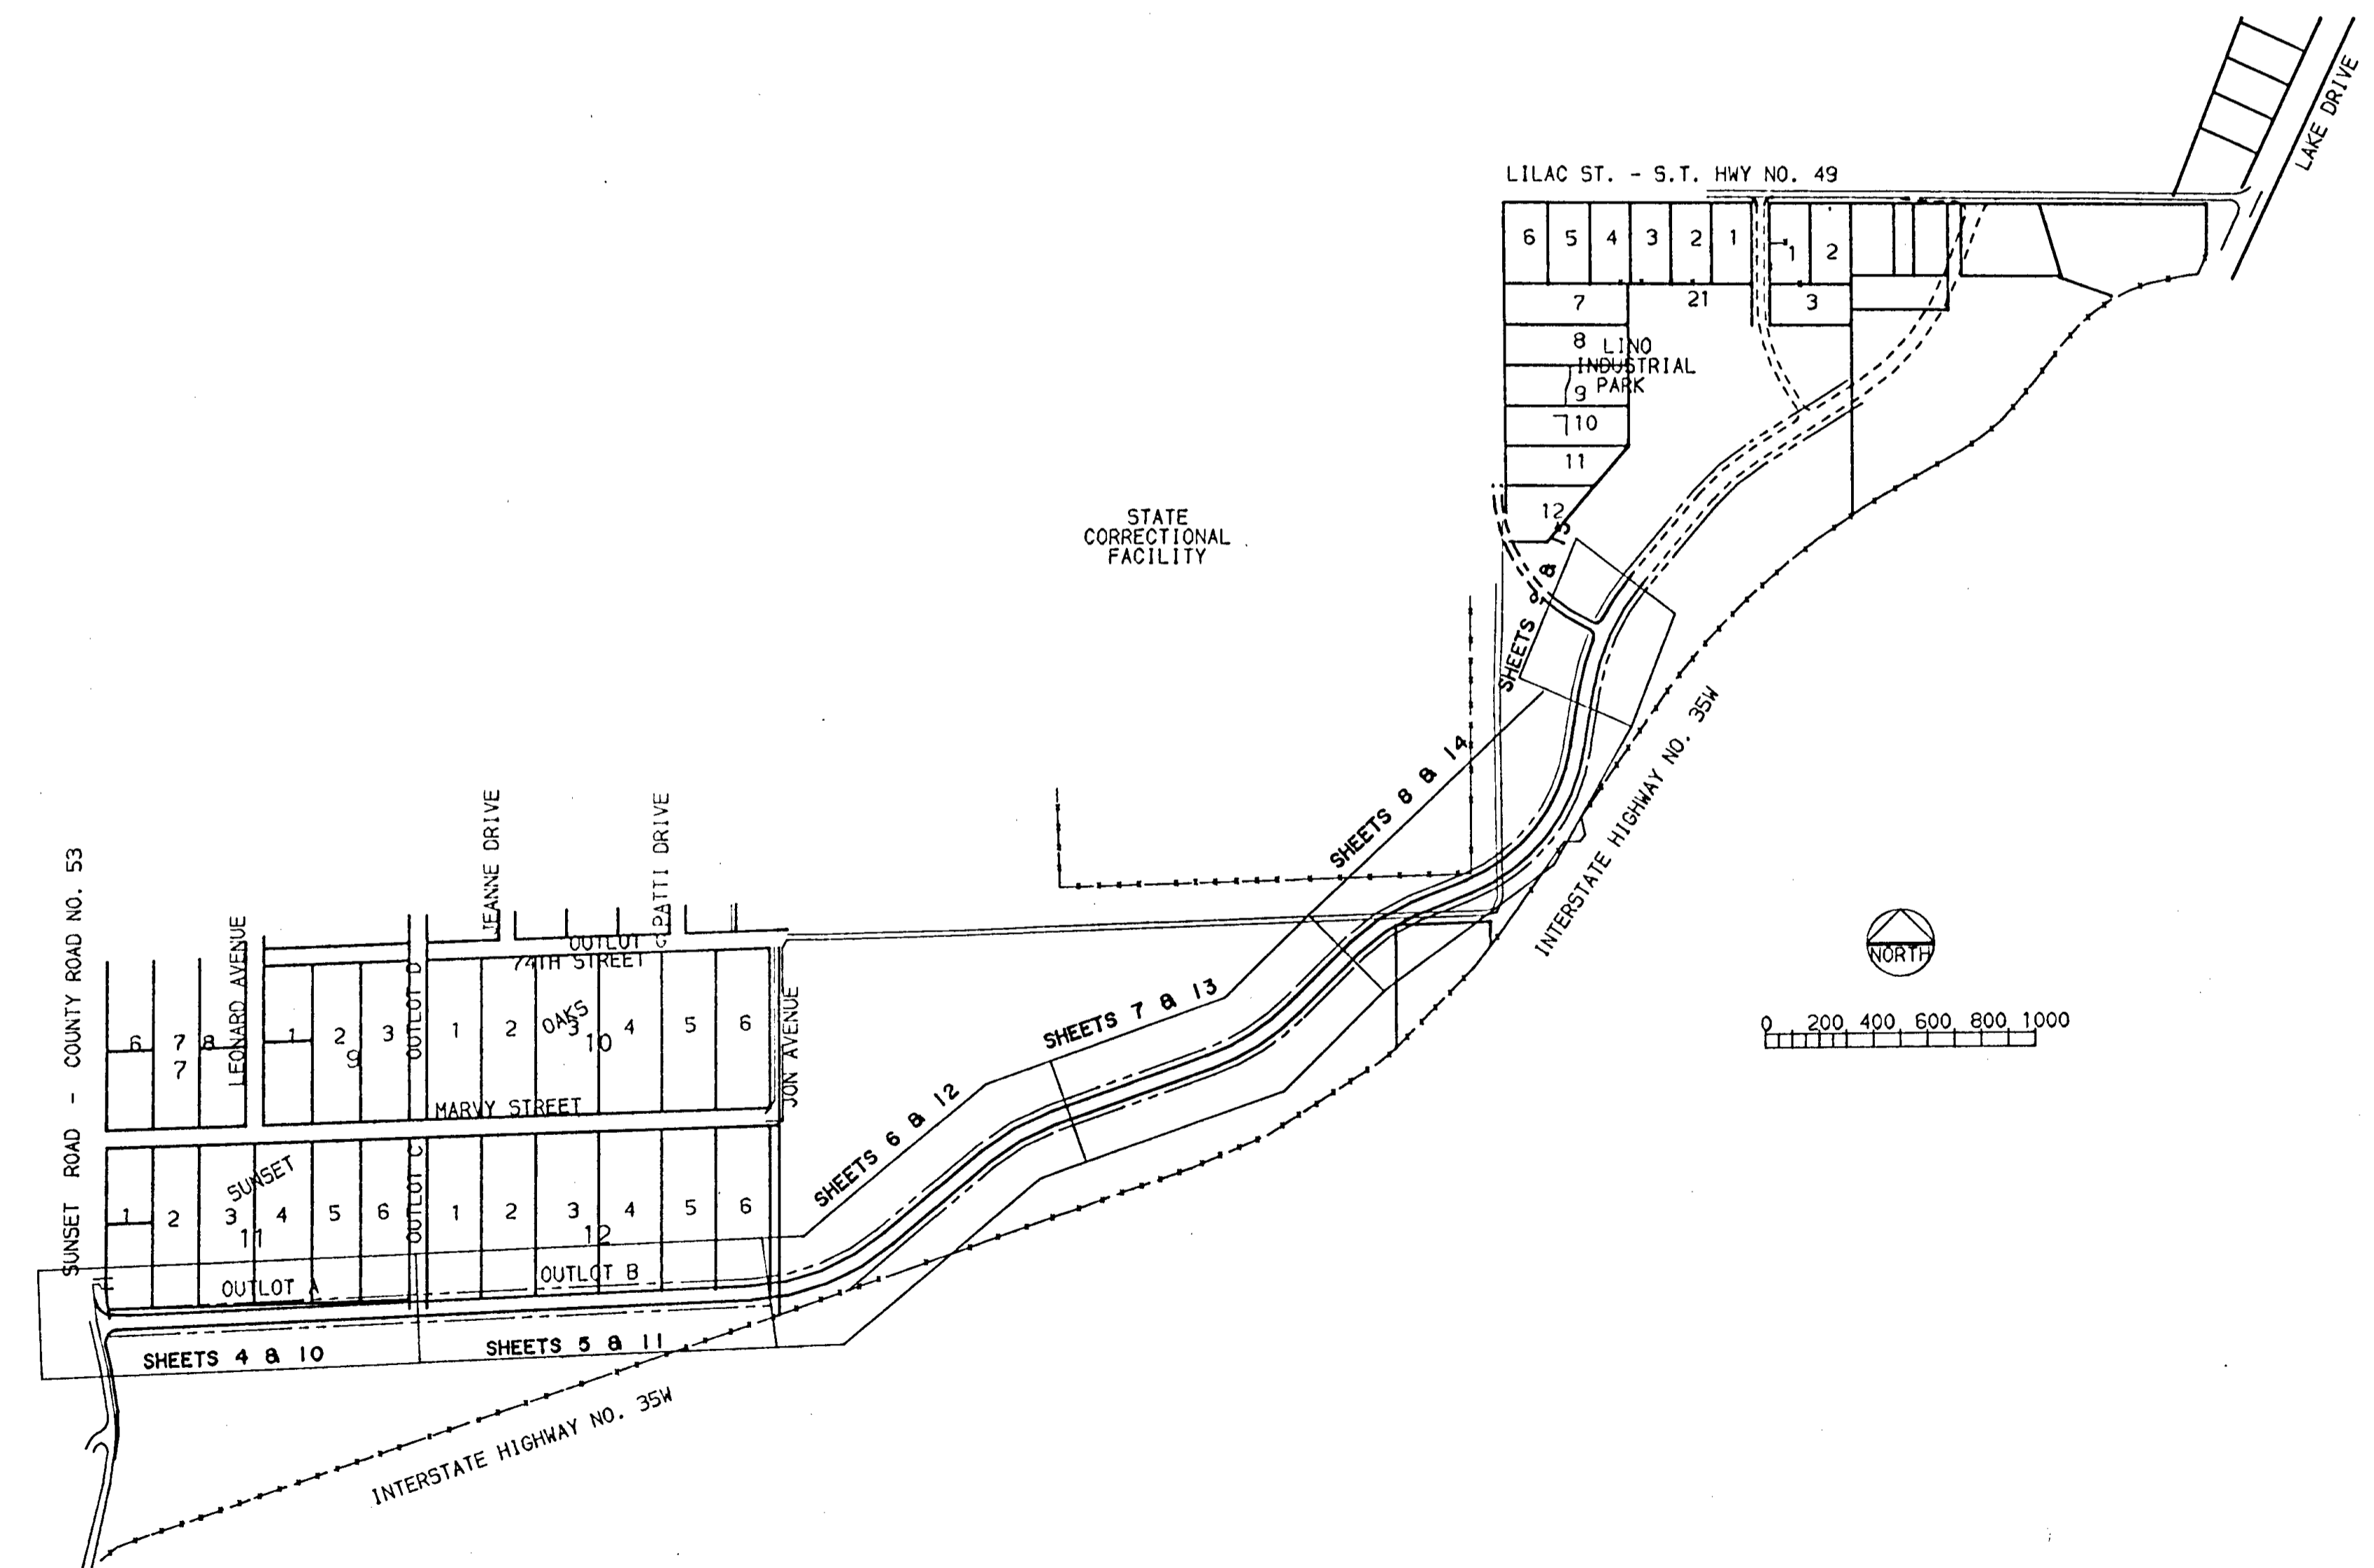 LAKE DRIVE
LILAC ST. - S.T. HWY NO. 49
6 5 4 3 2 1 1 2
7 21 3
8 LINO
INDUSTRIAL
9 PARK
10
11
12
STATE
CORRECTIONAL
FACILITY
SHEETS 9 & 15
SHEETS 8 & 14
INTERSTATE HIGHWAY NO. 35W
SHEETS 7 & 13
SHEETS 6 & 12
NORTH
0 200 400 600 800 1000
SUNSET ROAD - COUNTY ROAD NO. 53
LEONARD AVENUE
JEANNE DRIVE
PATTI DRIVE
OUTLOT
74TH STREET
OUTLOT D
JON AVENUE
6 7 8 1 2 3 1 2 3 4 5 6
7 9 OAKS 10
MARVY STREET
SUNSET
OUTLOT C
1 2 3 4 5 6 1 2 3 4 5 6
11 12
OUTLOT A
OUTLOT B
SHEETS 4 & 10
SHEETS 5 & 11
INTERSTATE HIGHWAY NO. 35W